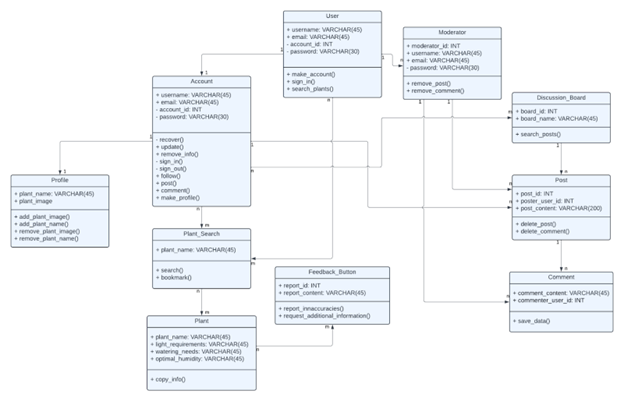 User
+ username: VARCHAR(45)
+ email: VARCHAR(45)
- account_id: INT
- password: VARCHAR(30)
+ make_account()
+ sign_in()
+ search_plants()
Moderator
+ moderator_id: INT
+ username: VARCHAR(45)
+ email: VARCHAR(45)
- password: VARCHAR(30)
+ remove_post()
+ remove_comment()
Account
+ username: VARCHAR(45)
+ email: VARCHAR(45)
- account_id: INT
- password: VARCHAR(30)
- recover()
+ update()
+ remove_info()
- sign_in()
- sign_out()
+ follow()
+ post()
+ comment()
+ make_profile()
Discussion_Board
+ board_id: INT
+ board_name: VARCHAR(45)
+ search_posts()
Profile
+ plant_name: VARCHAR(45)
+ plant_image
+ add_plant_image()
+ add_plant_name()
+ remove_plant_image()
+ remove_plant_name()
Post
+ post_id: INT
+ poster_user_id: INT
+ post_content: VARCHAR(200)
+ delete_post()
+ delete_comment()
Plant_Search
+ plant_name: VARCHAR(45)
+ search()
+ bookmark()
Feedback_Button
+ report_id: INT
+ report_content: VARCHAR(45)
+ report_innaccuracies()
+ request_additional_information()
Comment
+ comment_content: VARCHAR(45)
+ commenter_user_id: INT
+ save_data()
Plant
+ plant_name: VARCHAR(45)
+ light_requirements: VARCHAR(45)
+ watering_needs: VARCHAR(45)
+ optimal_humidity: VARCHAR(45)
+ copy_info()
1
1
1
n
n
m
1
1
n
1
1
n
m
n
n
n
n
1
n
n
m
n
m
n
m